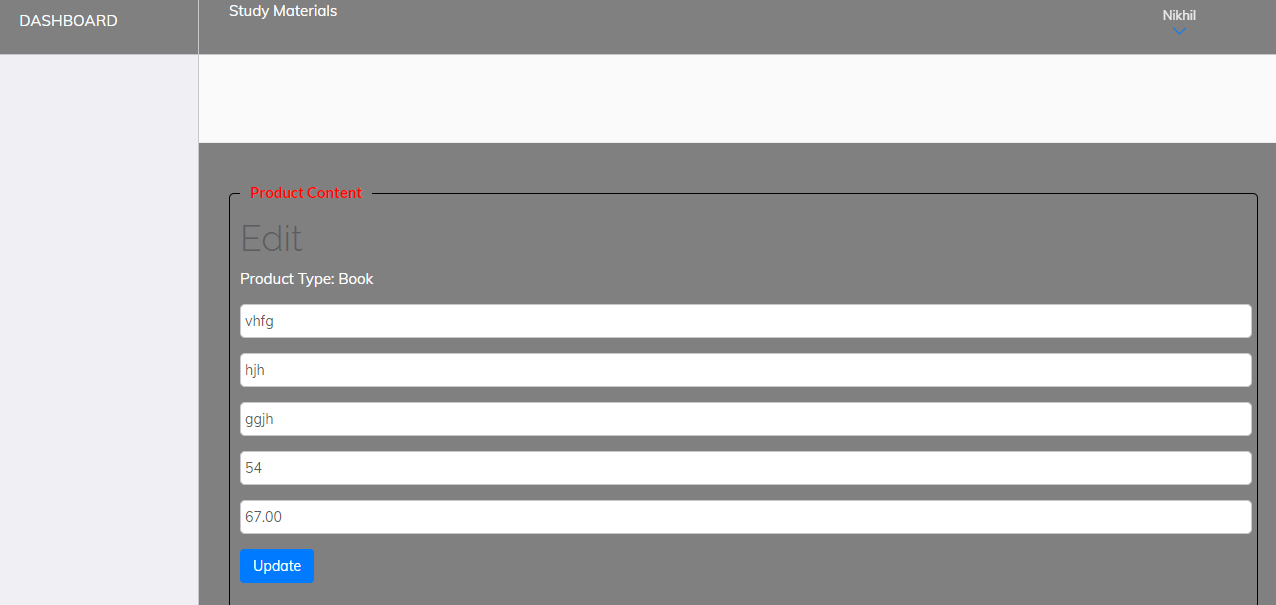 DASHBOARD
Study Materials
Nikhil
Product Content
Edit
Product Type: Book
vhfg
hjh
ggjh
54
67.00
Update